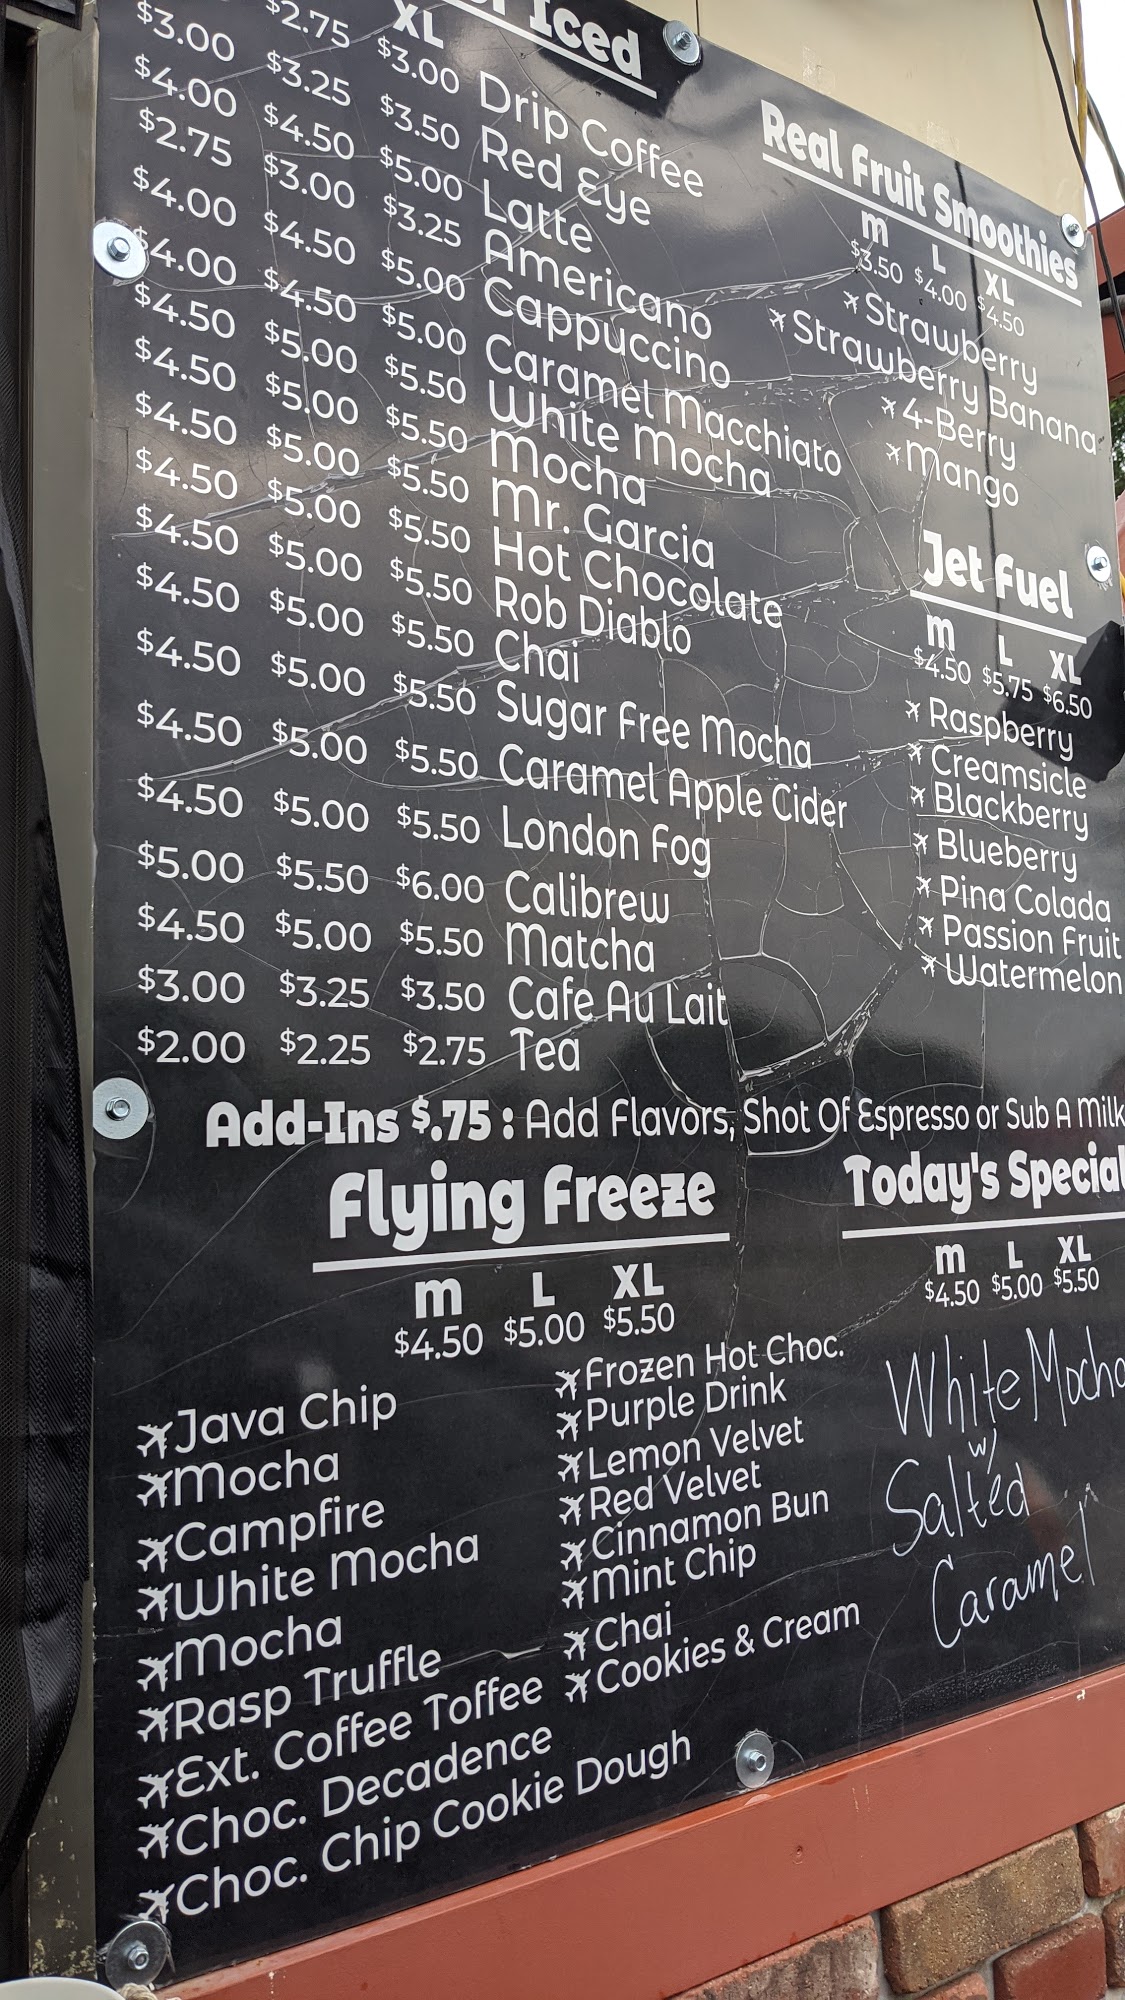 Iced
XL
$2.75 $3.00 Drip Coffee
$3.00 $3.25 $3.50 Red Eye
$4.00 $4.50 $5.00 Latte
$2.75 $3.00 $3.25 Americano
$4.00 $4.50 $5.00 Cappuccino
$4.00 $4.50 $5.00 Caramel Macchiato
$4.50 $5.00 $5.50 White Mocha
$4.50 $5.00 $5.50 Mocha
$4.50 $5.00 $5.50 Mr. Garcia
$4.50 $5.00 $5.50 Hot Chocolate
$4.50 $5.00 $5.50 Rob Diablo
$4.50 $5.00 $5.50 Chai
$4.50 $5.00 $5.50 Sugar Free Mocha
$4.50 $5.00 $5.50 Caramel Apple Cider
$4.50 $5.00 $5.50 London Fog
$5.00 $5.50 $6.00 Calibrew
$4.50 $5.00 $5.50 Matcha
$3.00 $3.25 $3.50 Cafe Au Lait
$2.00 $2.25 $2.75 Tea
Real Fruit Smoothies
m L XL
$3.50 $4.00 $4.50
Strawberry
Strawberry Banana
4-Berry
Mango
Jet Fuel
m L XL
$4.50 $5.75 $6.50
Raspberry
Creamsicle
Blackberry
Blueberry
Pina Colada
Passion Fruit
Watermelon
Add-Ins $.75 : Add Flavors, Shot Of Espresso or Sub A Milk
Flying Freeze
m L XL
$4.50 $5.00 $5.50
Java Chip
Mocha
Campfire
White Mocha
Mocha
Rasp Truffle
Ext. Coffee Toffee
Choc. Decadence
Choc. Chip Cookie Dough
Frozen Hot Choc.
Purple Drink
Lemon Velvet
Red Velvet
Cinnamon Bun
Mint Chip
Chai
Cookies & Cream
Today's Special
m L XL
$4.50 $5.00 $5.50
White Mocha
w/
Salted
Caramel